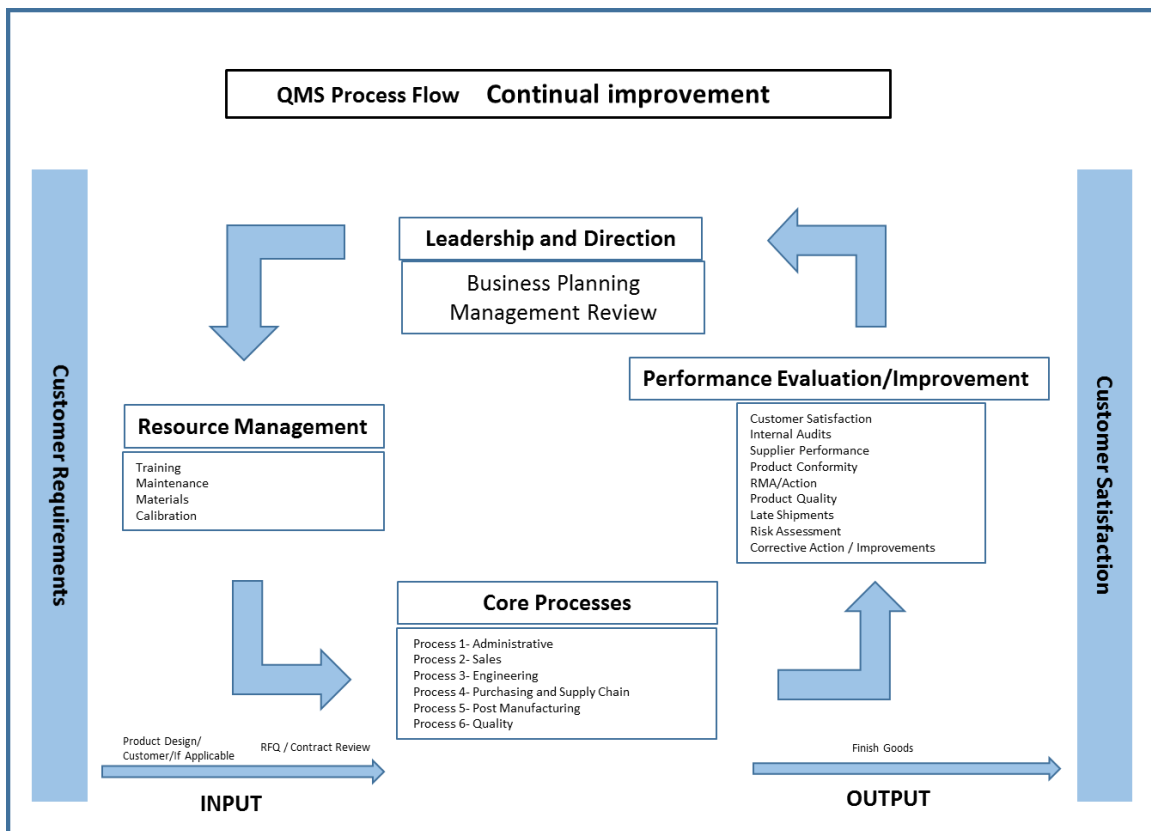 QMS Process Flow Continual improvement
Customer Requirements
Leadership and Direction
Business Planning
Management Review
Resource Management
Training
Maintenance
Materials
Calibration
Performance Evaluation/Improvement
Customer Satisfaction
Internal Audits
Supplier Performance
Product Conformity
RMA/Action
Product Quality
Late Shipments
Risk Assessment
Corrective Action / Improvements
Core Processes
Process 1- Administrative
Process 2- Sales
Process 3- Engineering
Process 4- Purchasing and Supply Chain
Process 5- Post Manufacturing
Process 6- Quality
Product Design/
Customer/If Applicable
RFQ / Contract Review
INPUT
Finish Goods
OUTPUT
Customer Satisfaction